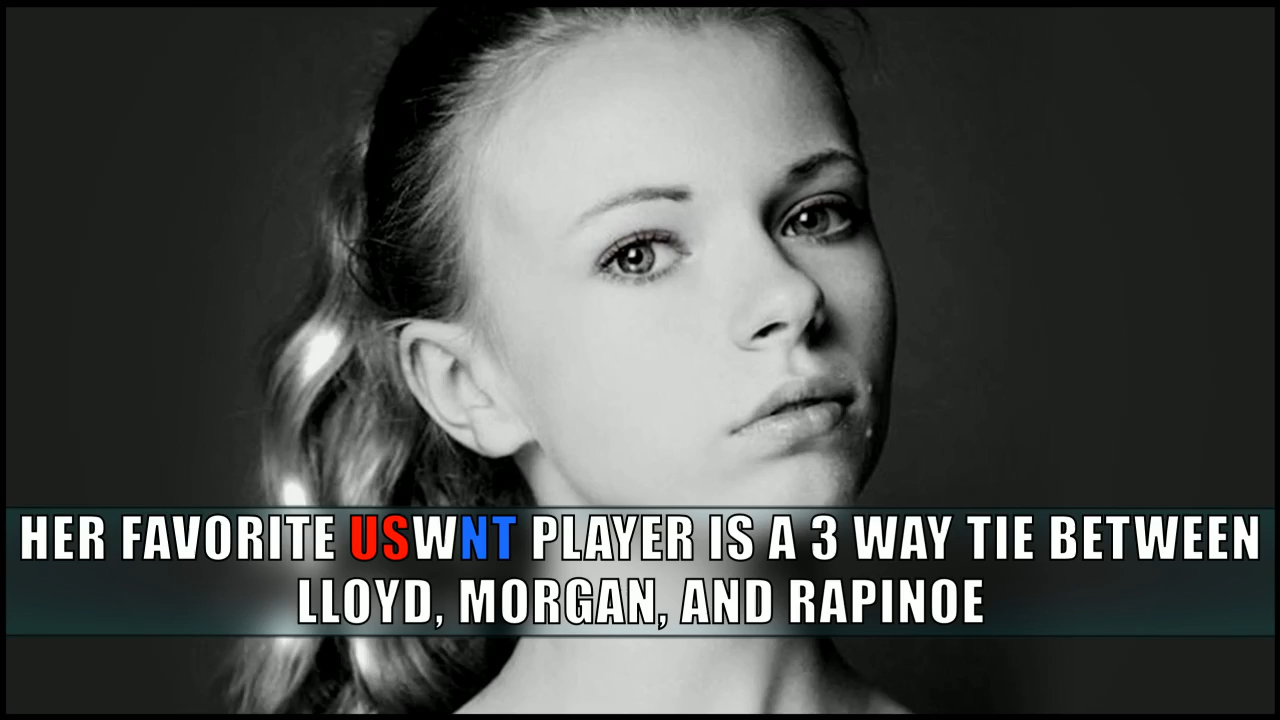 HER FAVORITE USWNT PLAYER IS A 3 WAY TIE BETWEEN
LLOYD, MORGAN, AND RAPINOE